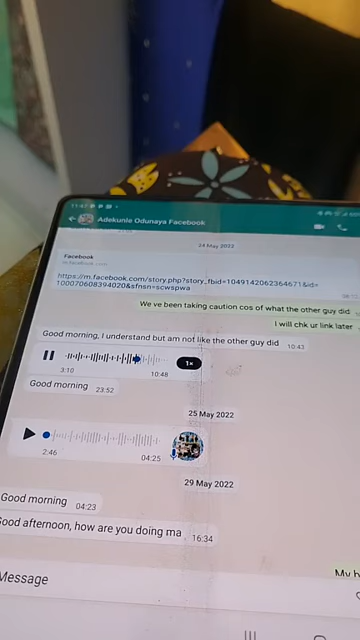 11:47
Adekunle Odunaya Facebook
24 May 2022
Facebook
m.facebook.com
https://m.facebook.com/story.php?story_fbid=1049142062364671&id=
100070608394020&sfnsn=scwspwa
We ve been taking caution cos of what the other guy did
I will chk ur link later
Good morning, I understand but am not like the other guy did 10:43
1×
3:10 10:48
Good morning 23:52
25 May 2022
2:46 04:25
29 May 2022
Good morning 04:23
Good afternoon, how are you doing ma 16:34
My b
Message